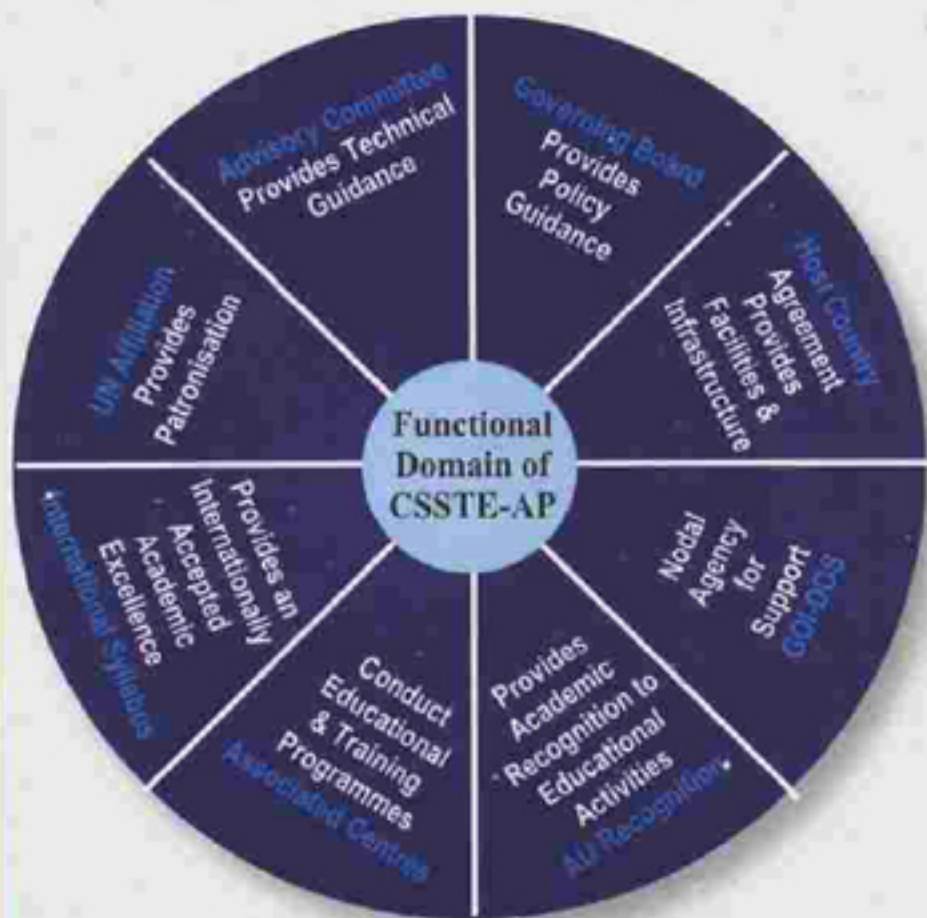 Functional
Domain of
CSSTE-AP
Governing Board
Provides
Policy
Guidance
Host Country
Agreement
Provides
Facilities &
Infrastructure
Nodal
Agency
for
Support
GOI-DOS
Provides
Academic
Recognition to
Educational
Activities
AU Recognition
Conduct
Educational
& Training
Programmes
Associated Centres
Provides an
Internationally
Accepted
Academic
Excellence
International Syllabus
UN Affiliation
Provides
Patronisation
Advisory Committee
Provides Technical
Guidance